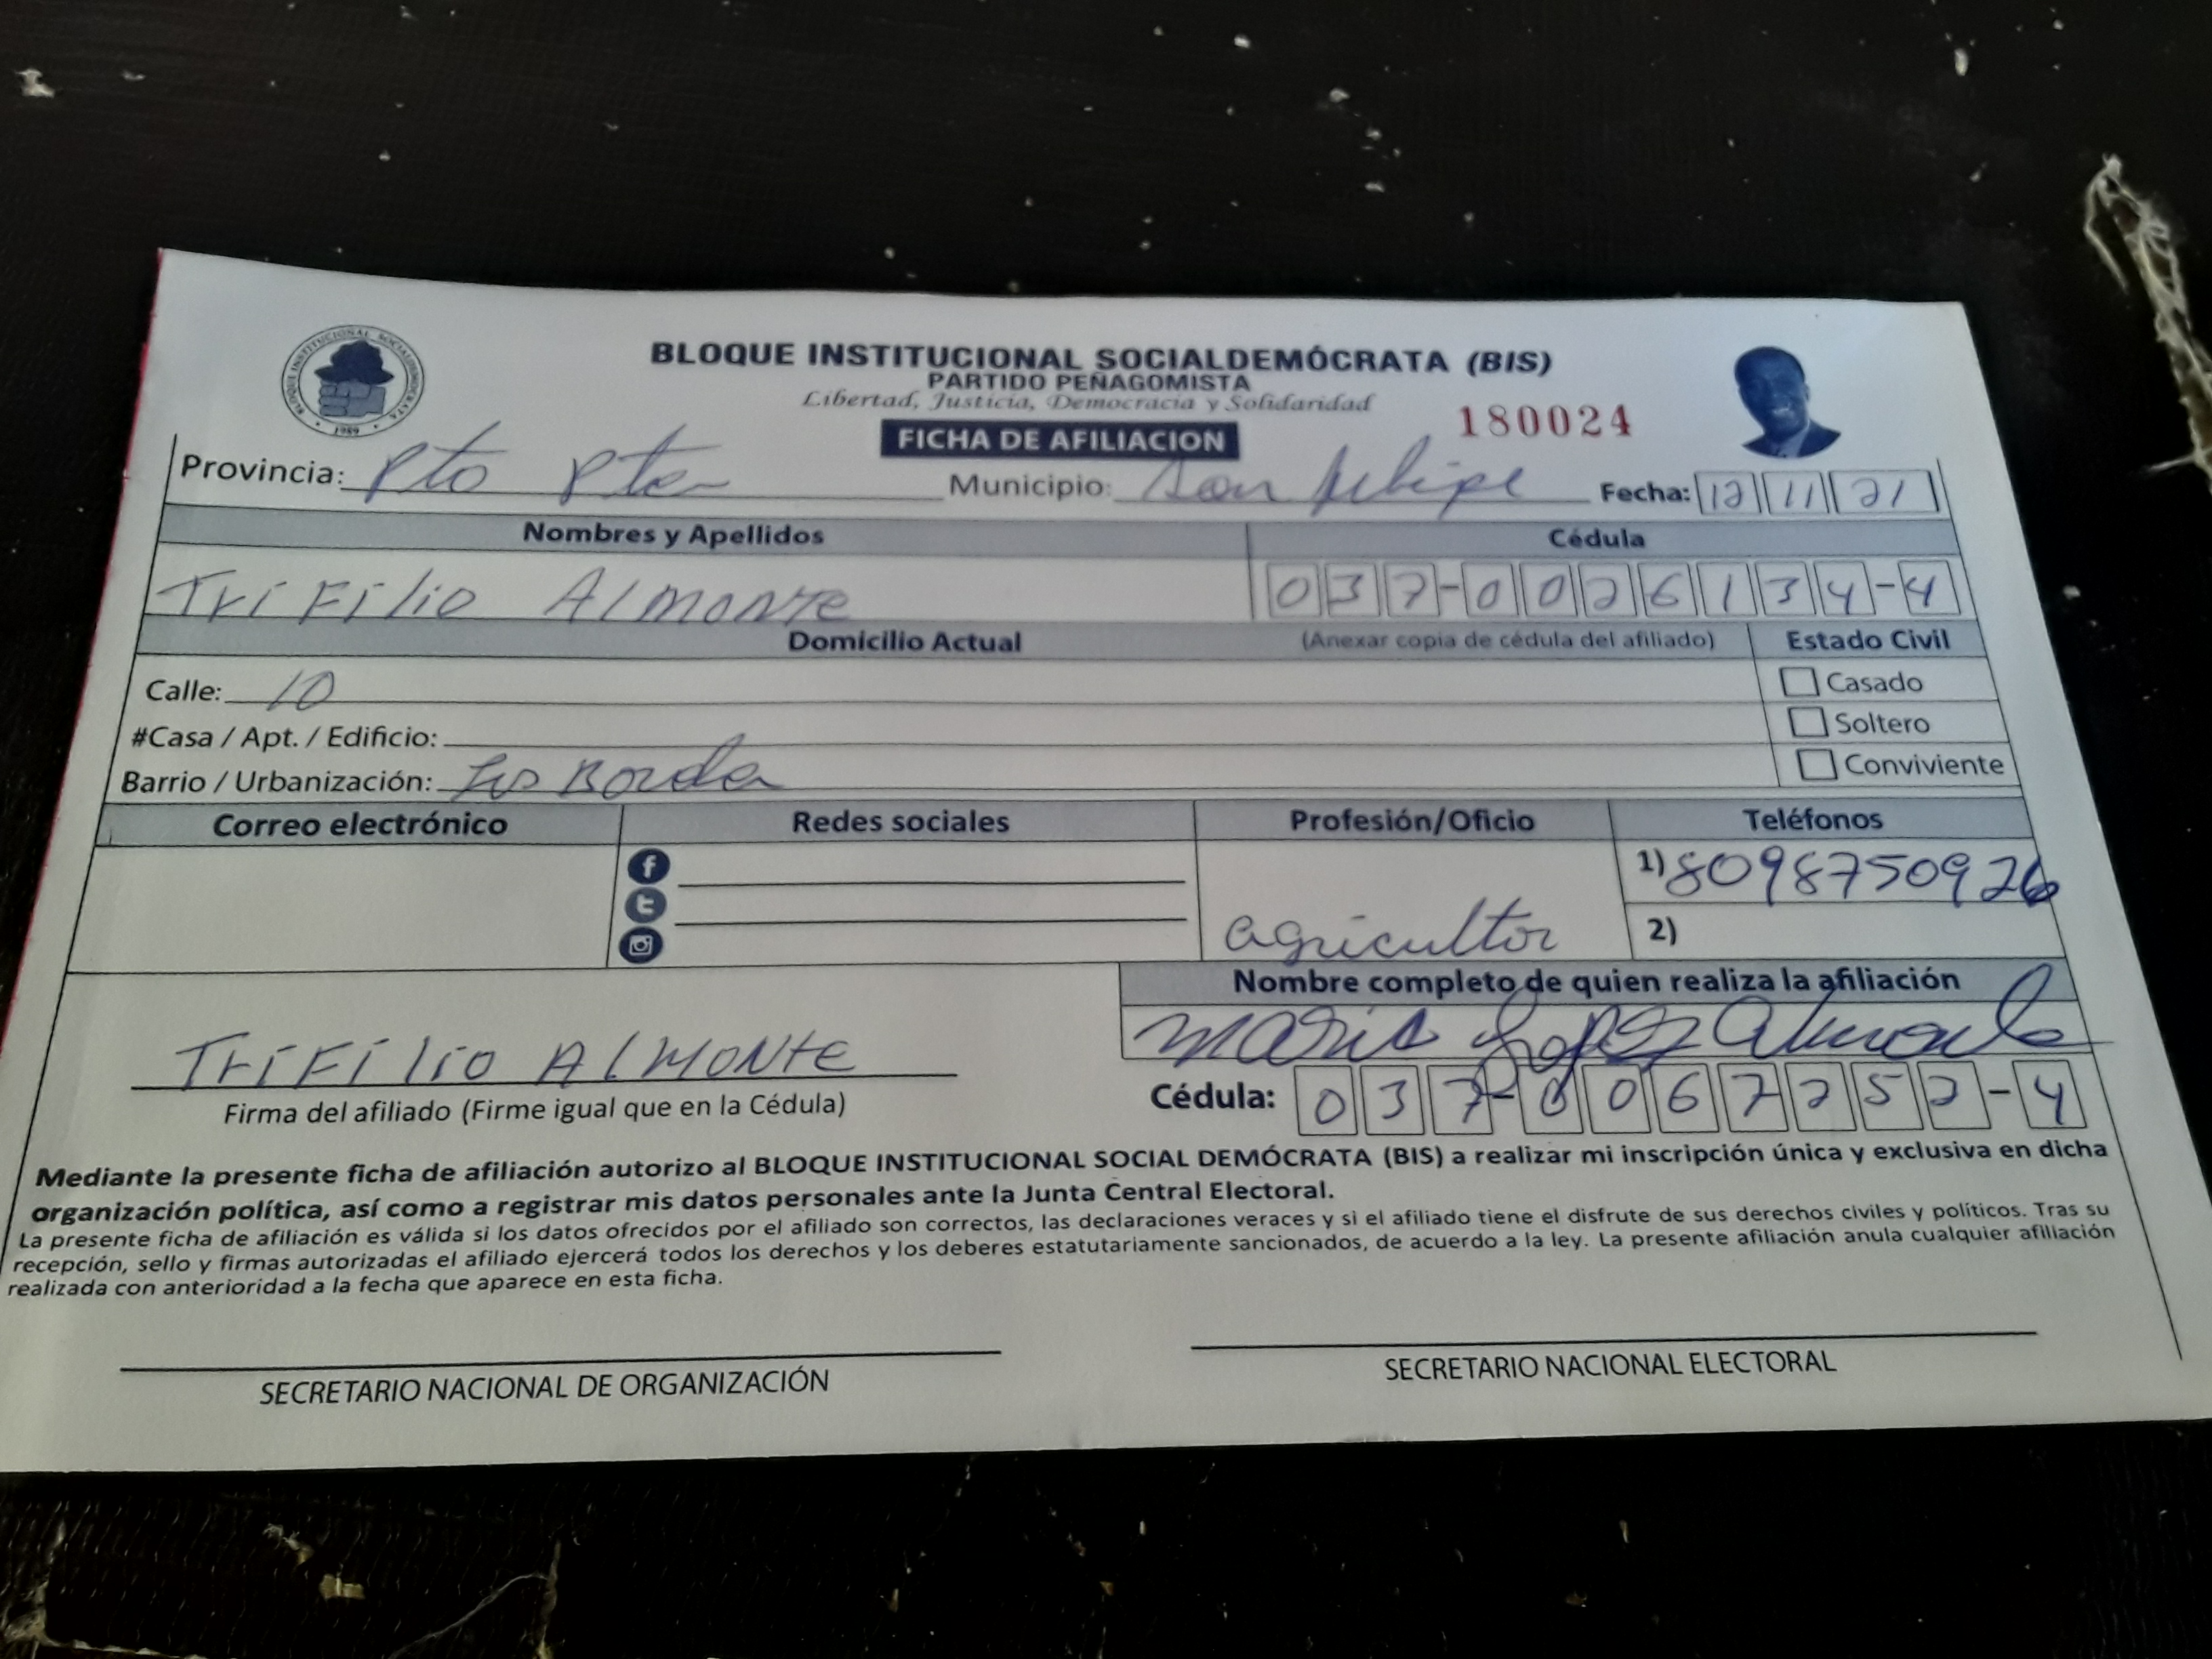 BLOQUE INSTITUCIONAL SOCIALDEMOCRATA
1989
BLOQUE INSTITUCIONAL SOCIALDEMÓCRATA (BIS)
PARTIDO PEÑAGOMISTA
Libertad, Justicia, Democracia y Solidaridad
180024
FICHA DE AFILIACION
Provincia: Pto Pta Municipio: San Felipe Fecha: 12 11 21
Nombres y Apellidos Cédula
TriFilio Almonte 037-0026134-4
Domicilio Actual (Anexar copia de cédula del afiliado) Estado Civil
Calle: 10 Casado
#Casa / Apt. / Edificio: Soltero
Barrio / Urbanización: Conviviente
Correo electrónico Redes sociales Profesión/Oficio Teléfonos
f
t
agricultor
1) 8098750926
2)
Nombre completo de quien realiza la afiliación
Maria Lopez
TriFilio Almonte
Firma del afiliado (Firme igual que en la Cédula)
Cédula: 037-0067252-4
Mediante la presente ficha de afiliación autorizo al BLOQUE INSTITUCIONAL SOCIAL DEMÓCRATA (BIS) a realizar mi inscripción única y exclusiva en dicha
organización política, así como a registrar mis datos personales ante la Junta Central Electoral.
La presente ficha de afiliación es válida si los datos ofrecidos por el afiliado son correctos, las declaraciones veraces y si el afiliado tiene el disfrute de sus derechos civiles y políticos. Tras su
recepción, sello y firmas autorizadas el afiliado ejercerá todos los derechos y los deberes estatutariamente sancionados, de acuerdo a la ley. La presente afiliación anula cualquier afiliación
realizada con anterioridad a la fecha que aparece en esta ficha.
SECRETARIO NACIONAL DE ORGANIZACIÓN
SECRETARIO NACIONAL ELECTORAL